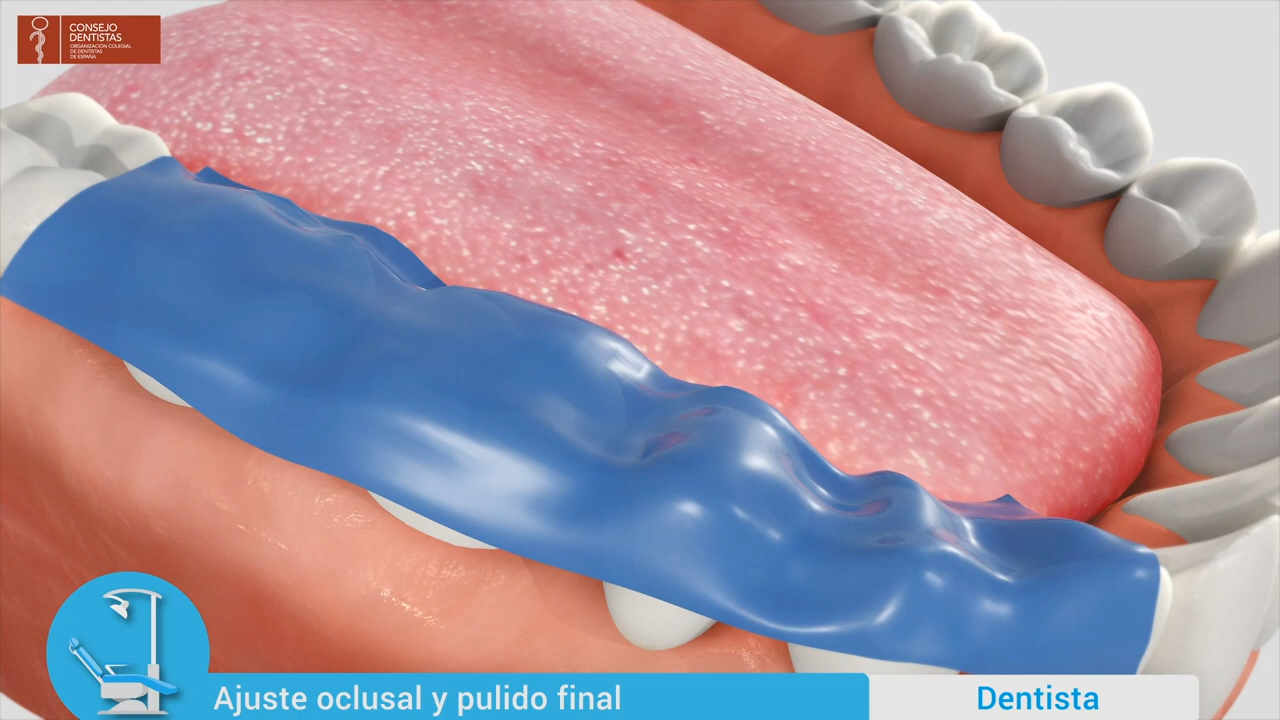 CONSEJO
DENTISTAS
ORGANIZACIÓN COLEGIAL
DE DENTISTAS
DE ESPAÑA
Ajuste oclusal y pulido final
Dentista